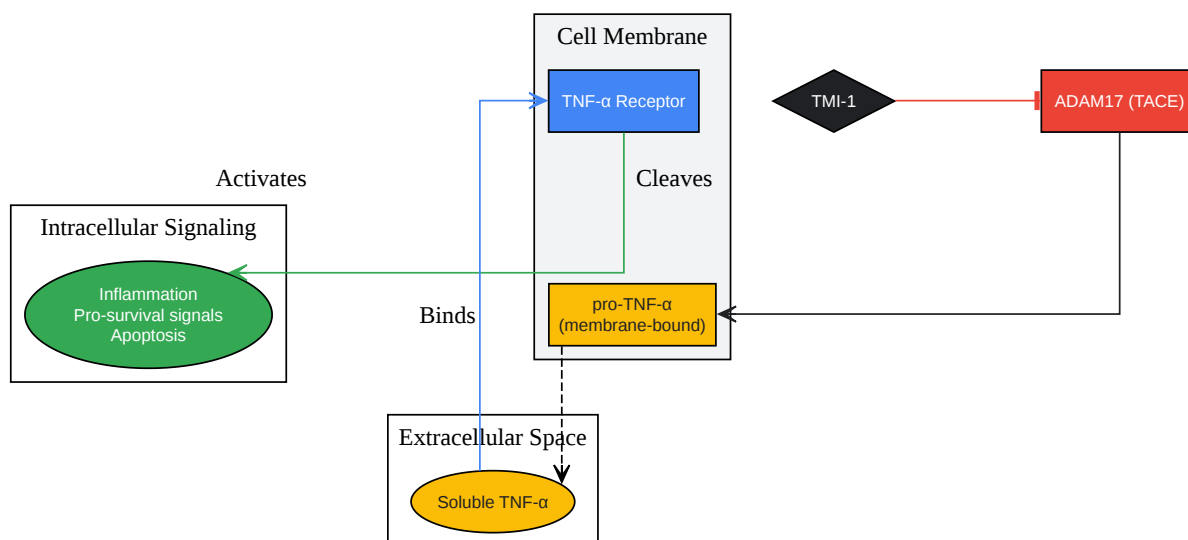 Cell Membrane
TNF-α Receptor
TMI-1
ADAM17 (TACE)
Activates
Cleaves
Intracellular Signaling
Inflammation
Pro-survival signals
Apoptosis
Binds
pro-TNF-α
(membrane-bound)
Extracellular Space
Soluble TNF-α